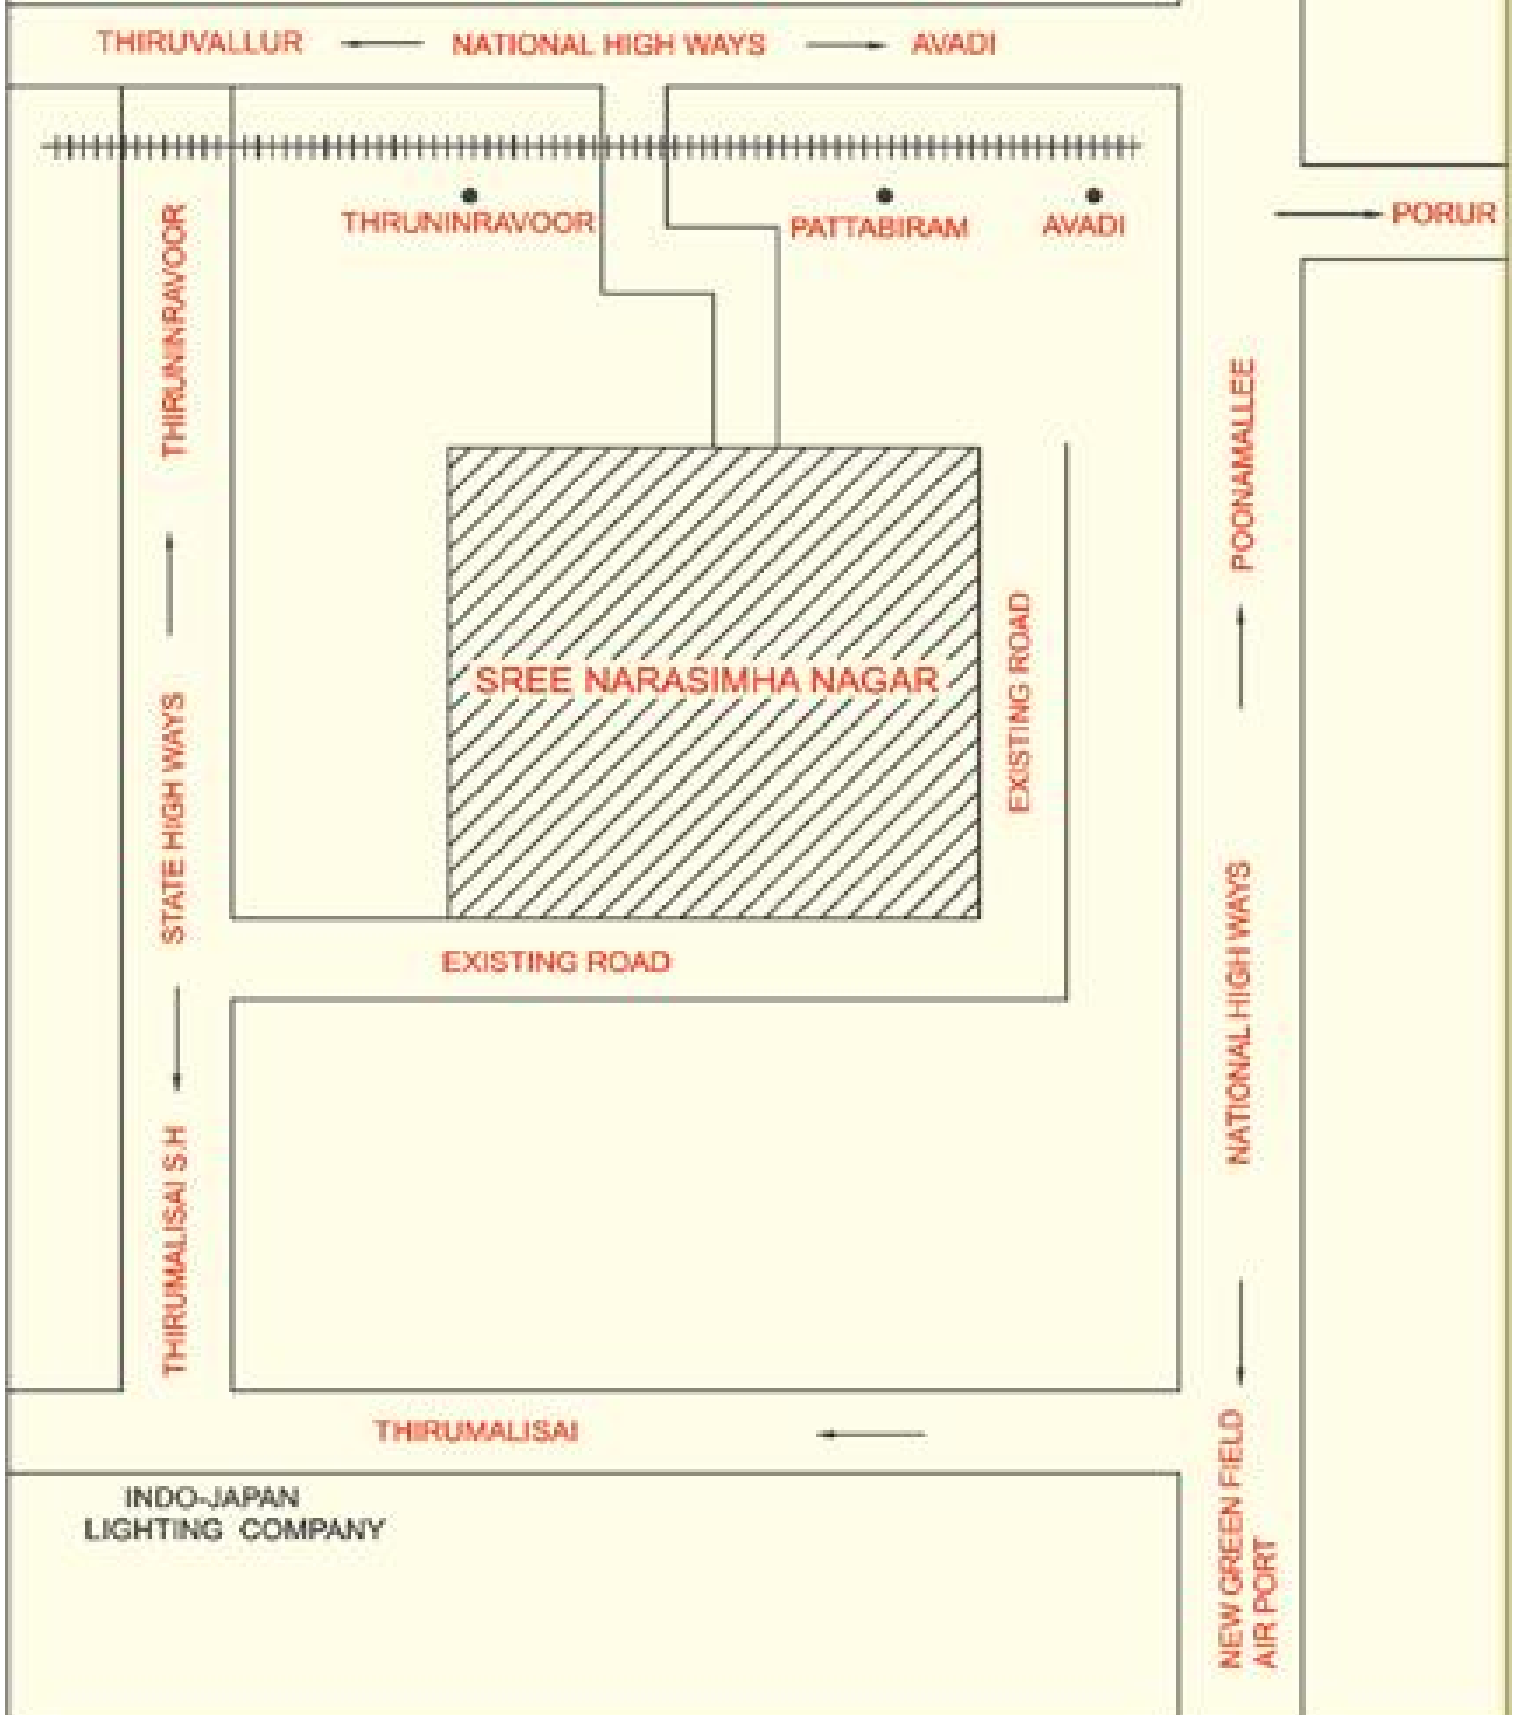 THIRUVALLUR NATIONAL HIGH WAYS AVADI
THRUNINRAVOOR
PATTABIRAM
AVADI
PORUR
THIRUNINRAVOOR
STATE HIGH WAYS
THIRUMALISAI S.H
SREE NARASIMHA NAGAR
EXISTING ROAD
EXISTING ROAD
POONAMALLEE
NATIONAL HIGH WAYS
NEW GREEN FIELD
AIR PORT
THIRUMALISAI
INDO-JAPAN
LIGHTING COMPANY